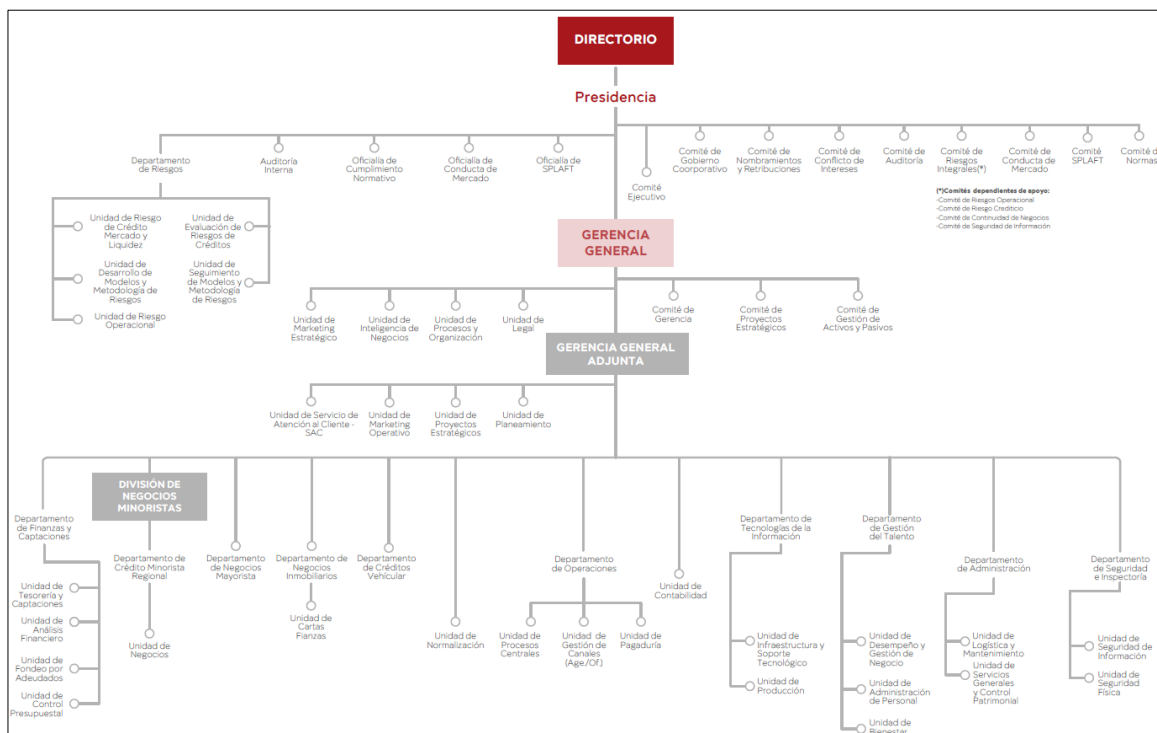 DIRECTORIO
Presidencia
Departamento
de Riesgos
Auditoría
Interna
Oficialía de
Cumplimiento
Normativo
Oficialía de
Conducta de
Mercado
Oficialía de
SPLAFT
Comité
Ejecutivo
Comité de
Gobierno
Coorporativo
Comité de
Nombramientos
y Retribuciones
Comité de
Conflicto de
Intereses
Comité de
Auditoría
Comité de
Riesgos
Integrales(*)
Comité de
Conducta de
Mercado
Comité
SPLAFT
Comité de
Normas
(*)Comités dependientes de apoyo:
-Comité de Riesgos Operacional
-Comité de Riesgo Crediticio
-Comité de Continuidad de Negocios
-Comité de Seguridad de Información
Unidad de Riesgo
de Crédito
Mercado y
Liquidez
Unidad de
Evaluación de
Riesgos de
Créditos
Unidad de
Desarrollo de
Modelos y
Metodología de
Riesgos
Unidad de
Seguimiento
de Modelos y
Metodología
de Riesgos
Unidad de Riesgo
Operacional
GERENCIA
GENERAL
Unidad de
Marketing
Estratégico
Unidad de
Inteligencia de
Negocios
Unidad de
Procesos y
Organización
Unidad de
Legal
Comité de
Gerencia
Comité de
Proyectos
Estratégicos
Comité de
Gestión de
Activos y Pasivos
GERENCIA GENERAL
ADJUNTA
Unidad de Servicio de
Atención al Cliente -
SAC
Unidad de
Marketing
Operativo
Unidad de
Proyectos
Estratégicos
Unidad de
Planeamiento
Departamento
de Finanzas y
Captaciones
Unidad de
Tesorería y
Captaciones
Unidad de
Análisis
Financiero
Unidad de
Fondeo por
Adeudados
Unidad de
Control
Presupuestal
DIVISIÓN DE
NEGOCIOS
MINORISTAS
Departamento de
Crédito Minorista
Regional
Unidad de
Negocios
Departamento
de Negocios
Mayorista
Departamento de
Negocios
Inmobiliarios
Unidad de
Cartas
Fianzas
Departamento
de Créditos
Vehícular
Unidad de
Normalización
Departamento
de Operaciones
Unidad de
Procesos
Centrales
Unidad de
Gestión de
Canales
(Age./Of.)
Unidad de
Pagaduría
Unidad de
Contabilidad
Departamento de
Tecnologías de la
Información
Unidad de
Infraestructura y
Soporte
Tecnológico
Unidad de
Producción
Departamento
de Gestión
del Talento
Unidad de
Desempeño y
Gestión de
Negocio
Unidad de
Administración
de Personal
Unidad de
Bienestar
Departamento
de Administración
Unidad de
Logística y
Mantenimiento
Unidad de
Servicios
Generales
y Control
Patrimonial
Departamento
de Seguridad
e Inspectoría
Unidad de
Seguridad de
Información
Unidad de
Seguridad
Física